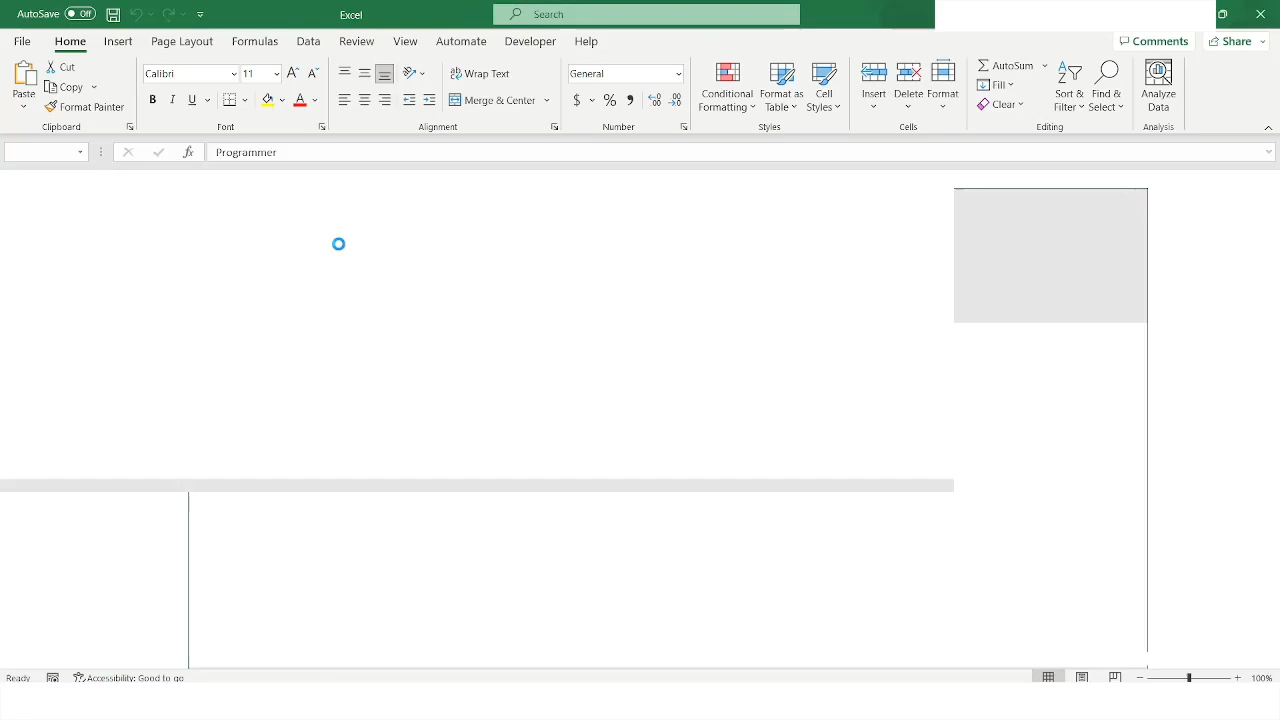 AutoSave Off Excel Search
File Home Insert Page Layout Formulas Data Review View Automate Developer Help Comments Share
Paste Cut Copy Format Painter Clipboard
Calibri 11 B I U Font
Wrap Text Merge & Center Alignment
General $ % Number
Conditional Formatting Format as Table Cell Styles Styles
Insert Delete Format Cells
AutoSum Fill Clear Sort & Filter Find & Select Editing
Analyze Data Analysis
fx Programmer
Ready Accessibility: Good to go 100%